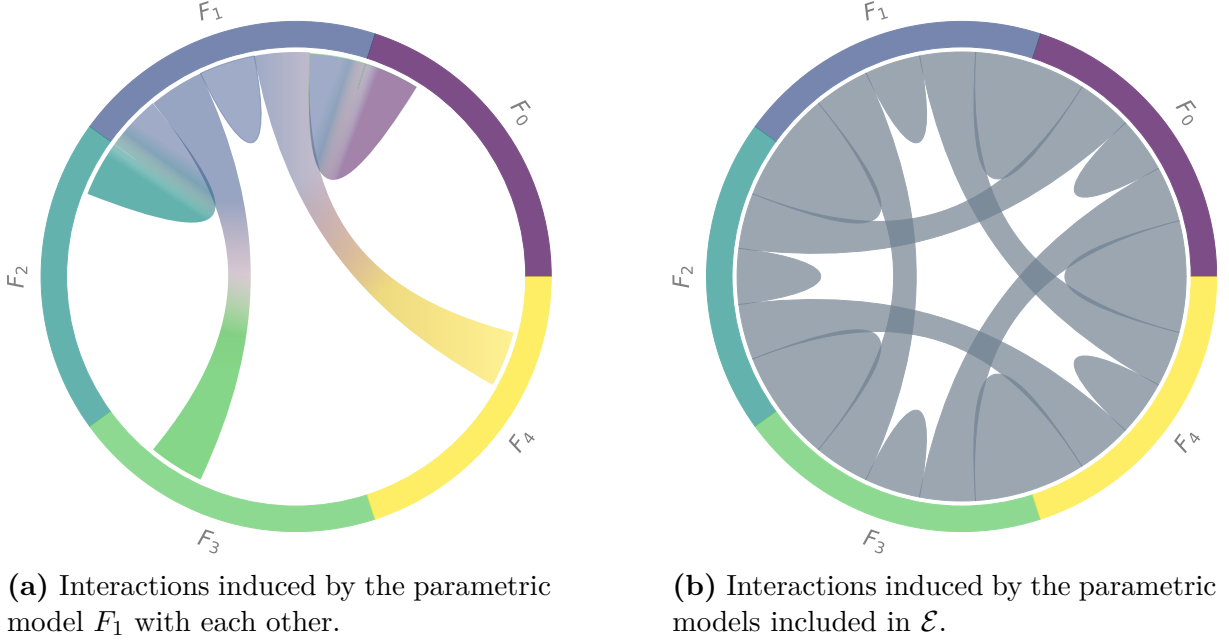 F₁
F₀
F₂
F₄
F₃
(a) Interactions induced by the parametric
model F₁ with each other.
F₁
F₀
F₂
F₄
F₃
(b) Interactions induced by the parametric
models included in ℰ.